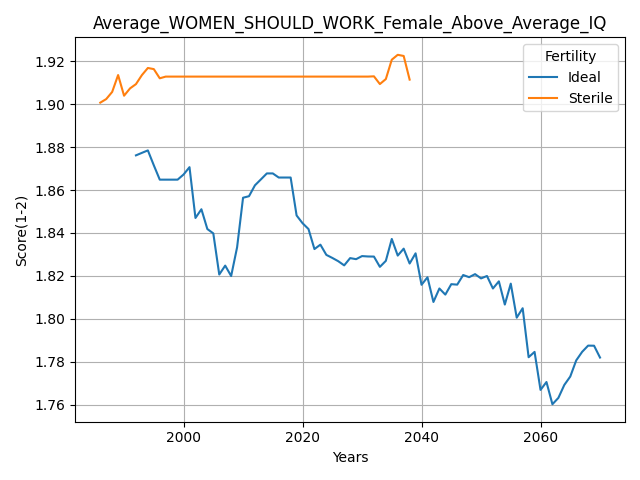 Average_WOMEN_SHOULD_WORK_Female_Above_Average_IQ
Fertility
Ideal
Sterile
1.92
1.90
1.88
1.86
1.84
1.82
1.80
1.78
1.76
Score(1-2)
2000
2020
2040
2060
Years